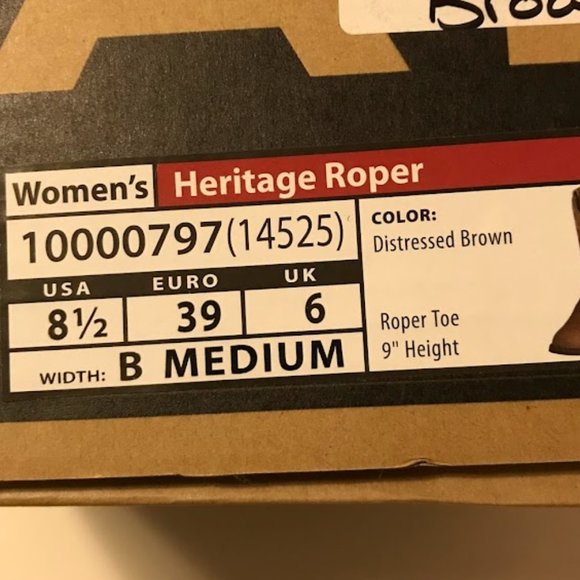 Women's Heritage Roper
10000797(14525)
COLOR:
Distressed Brown
USA EURO UK
8½ 39 6
Roper Toe
9" Height
WIDTH: B MEDIUM